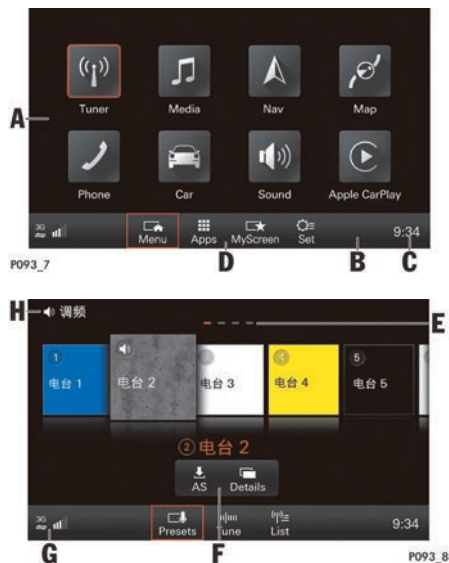 Tuner Media Nav Map
A
Phone Car Sound Apple CarPlay
3G Menu Apps MyScreen Set 9:34
D B C
P093_7
H 调频 E
1 3 4 5
电台 1 电台 2 电台 3 电台 4 电台 5
② 电台 2
AS Details
3G Presets Tune List 9:34
G F
P093_8